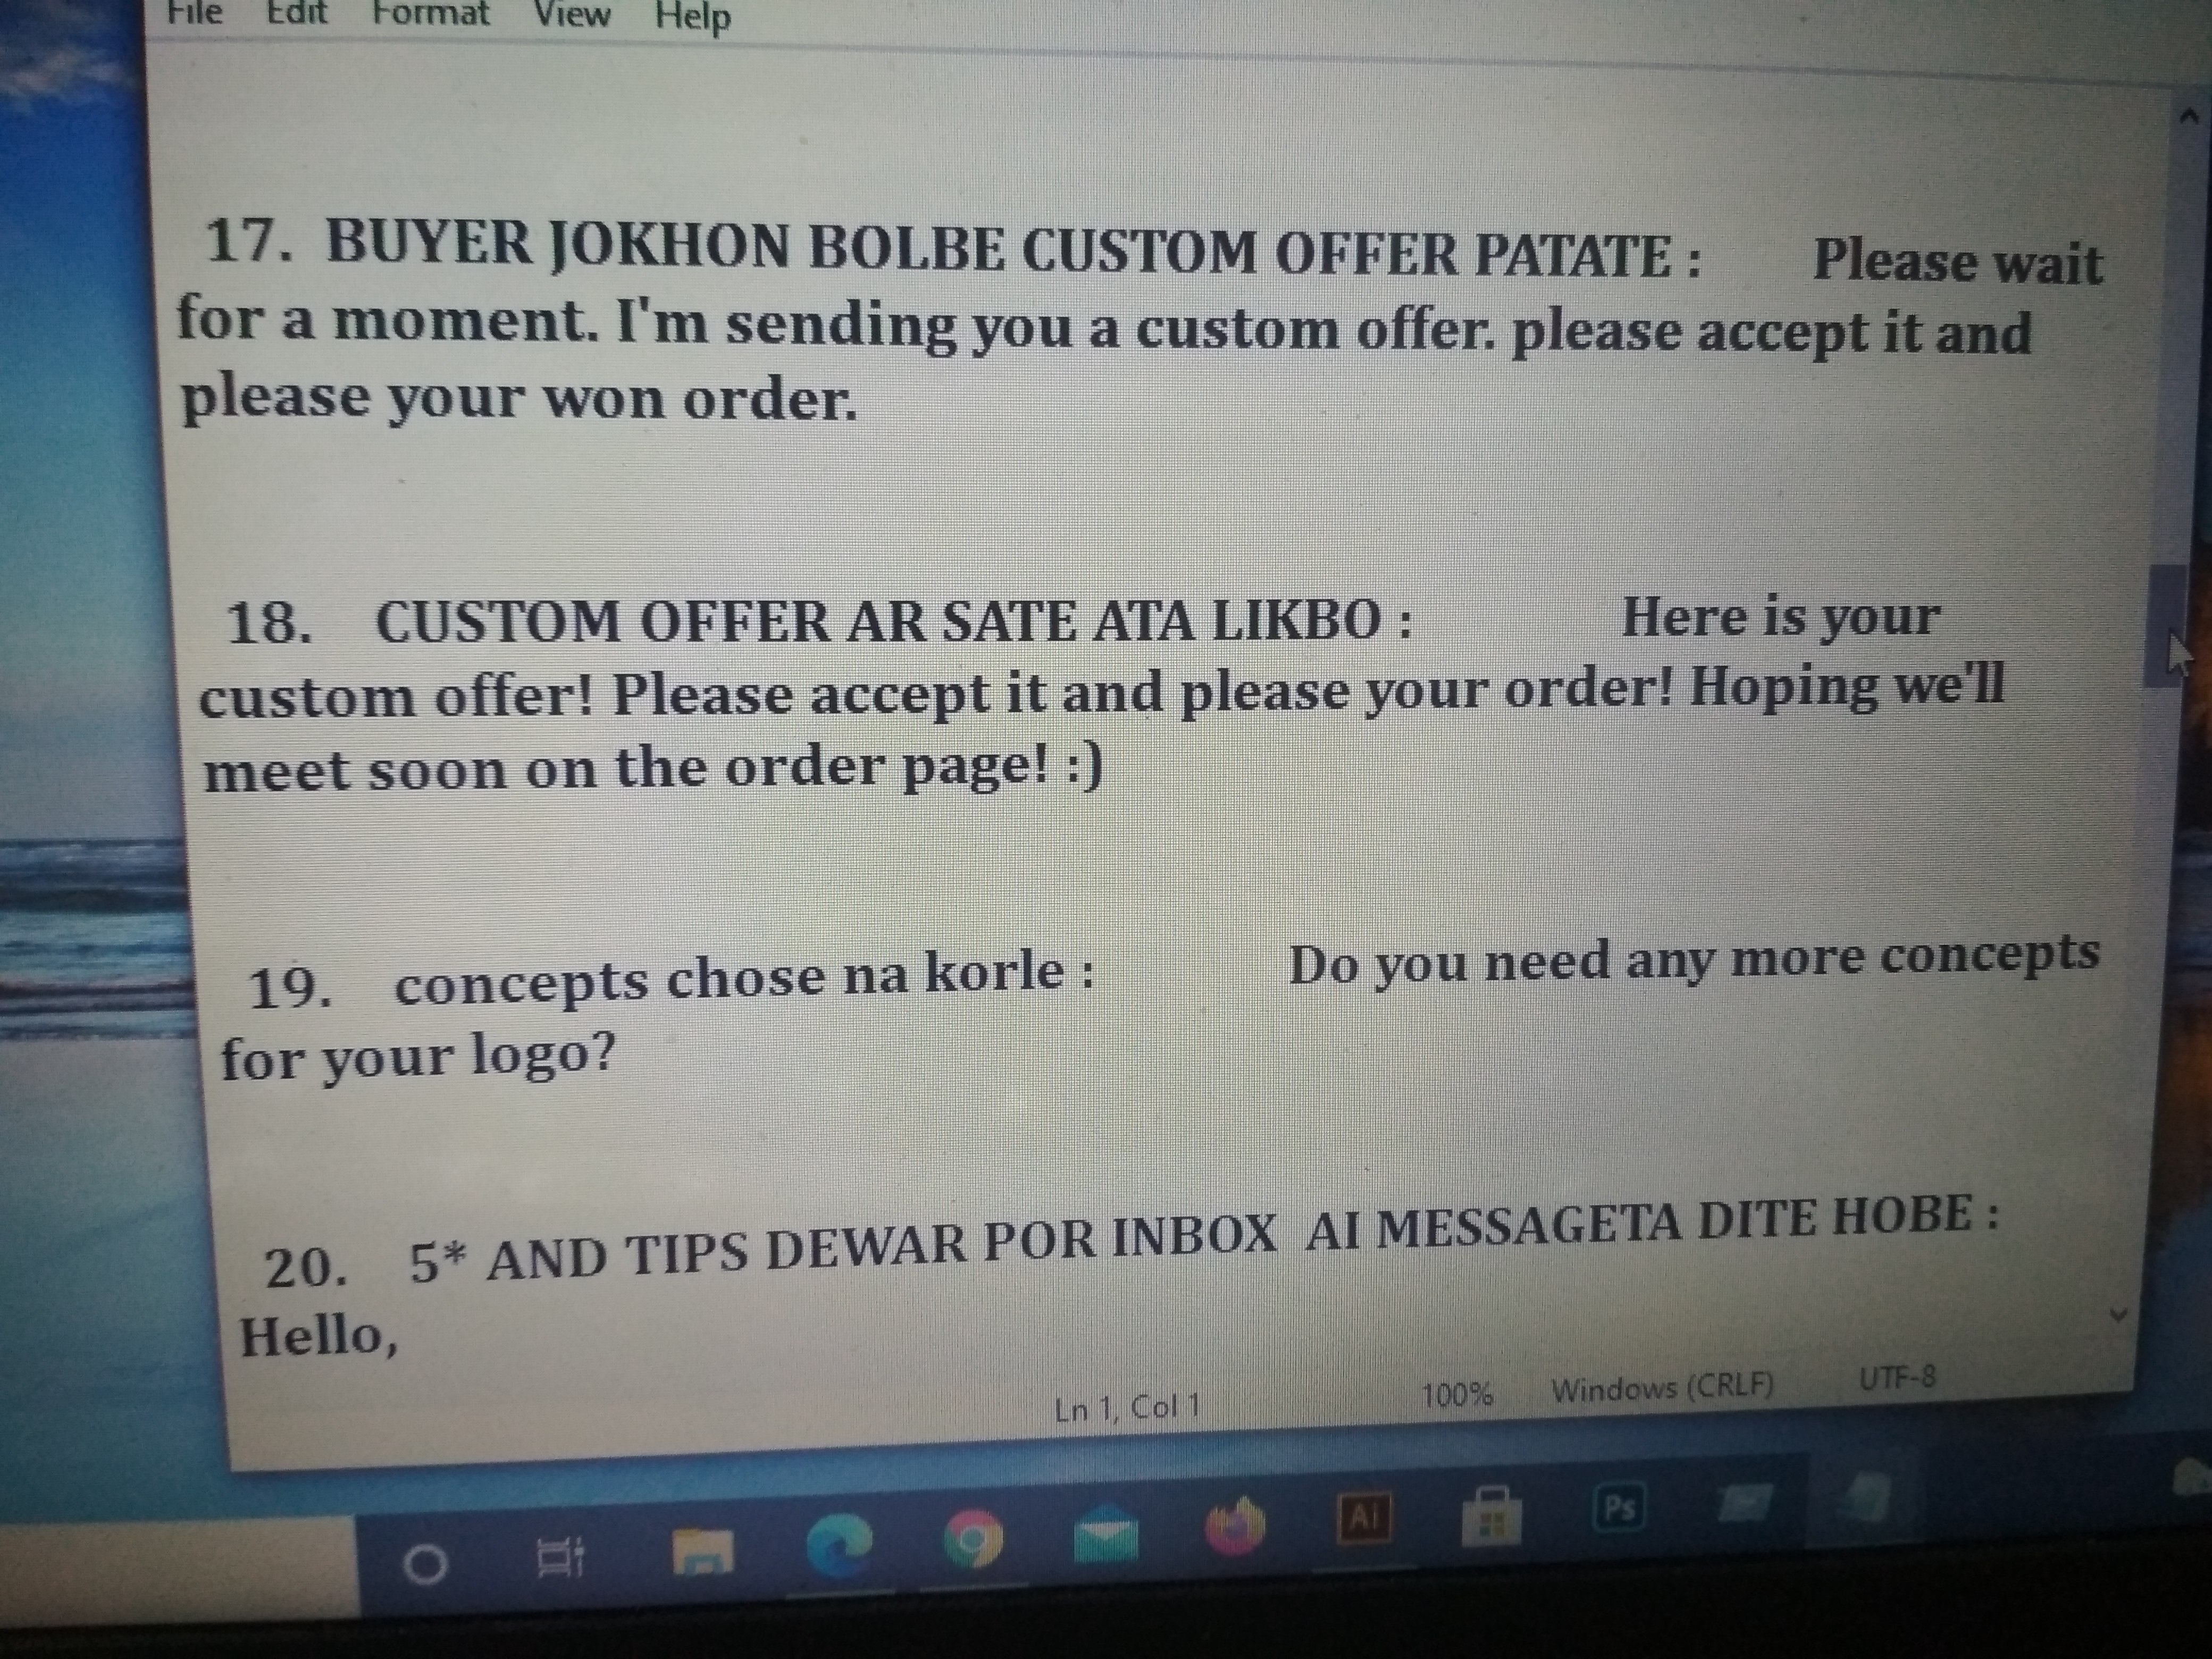 File Edit Format View Help
17. BUYER JOKHON BOLBE CUSTOM OFFER PATATE : Please wait
for a moment. I'm sending you a custom offer. please accept it and
please your won order.
18. CUSTOM OFFER AR SATE ATA LIKBO : Here is your
custom offer! Please accept it and please your order! Hoping we'll
meet soon on the order page! :)
19. concepts chose na korle : Do you need any more concepts
for your logo?
20. 5* AND TIPS DEWAR POR INBOX AI MESSAGETA DITE HOBE :
Hello,
Ln 1, Col 1 100% Windows (CRLF) UTF-8
Ai Ps